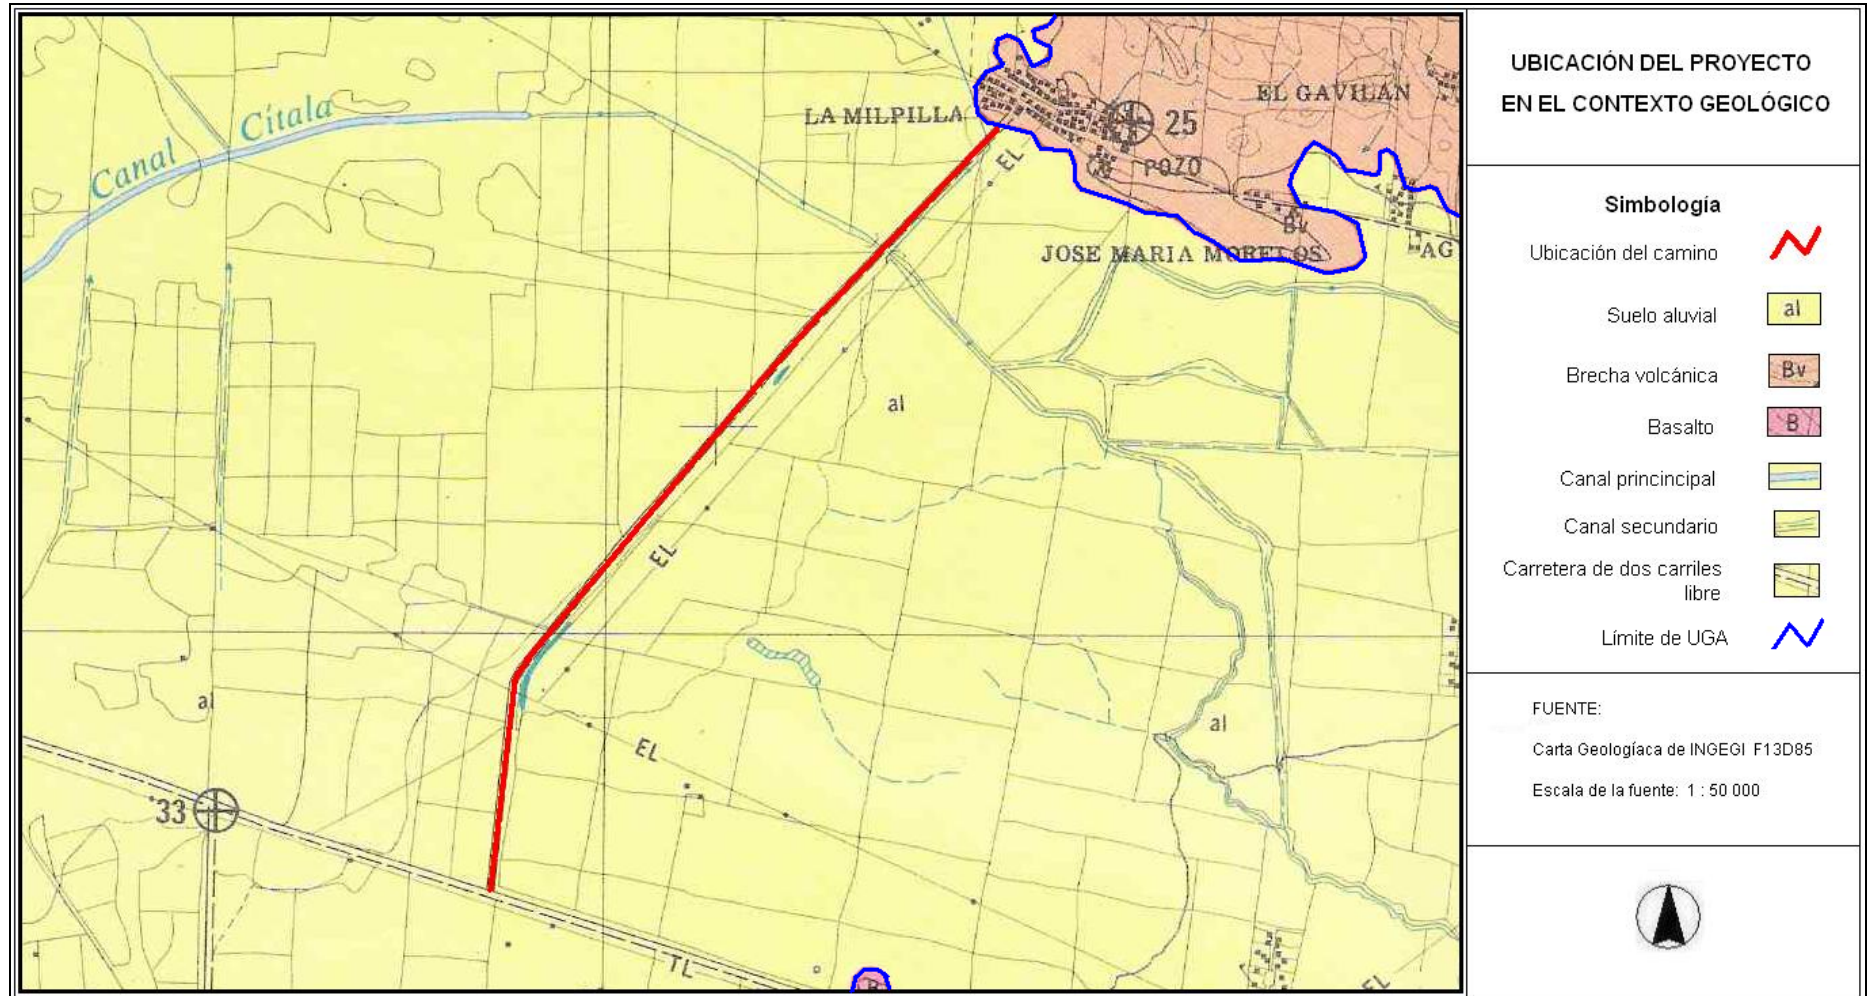 Canal Cítala
LA MILPILLA
25
EL GAVILAN
POZO
EL
Bv
JOSE MARIA MORELOS
AG
al
EL
al
al
EL
33
TL
B
EL
UBICACIÓN DEL PROYECTO
EN EL CONTEXTO GEOLÓGICO
Simbología
Ubicación del camino
Suelo aluvial
al
Brecha volcánica
Bv
Basalto
B
Canal princincipal
Canal secundario
Carretera de dos carriles
libre
Límite de UGA
FUENTE:
Carta Geologíaca de INGEGI F13D85
Escala de la fuente: 1 : 50 000